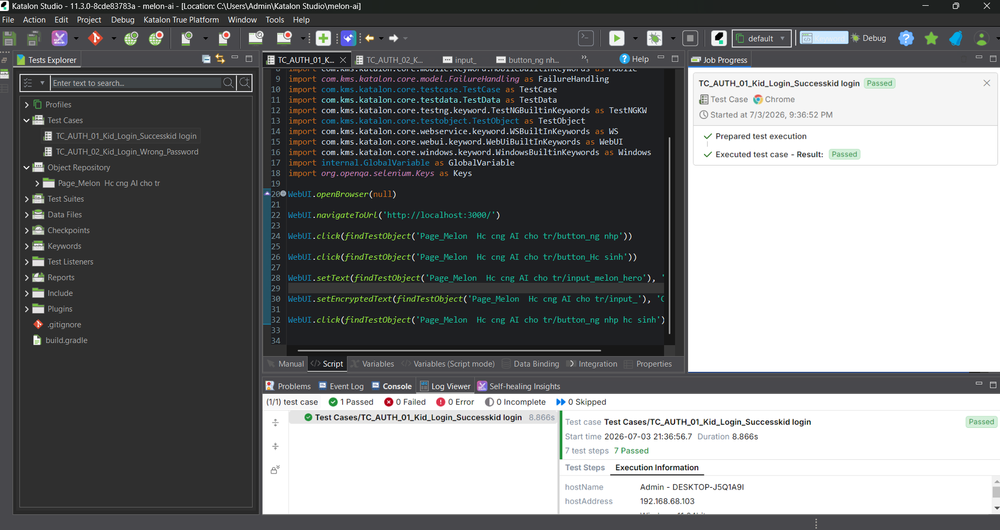 Katalon Studio - 11.3.0-8cde83783a - melon-ai - [Location: C:\Users\Admin\Katalon Studio\melon-ai]
File Action Edit Project Debug Katalon True Platform Window Tools Help
default Keyword Debug
Tests Explorer
Enter text to search...
Profiles
Test Cases
TC_AUTH_01_Kid_Login_Successkid login
TC_AUTH_02_Kid_Login_Wrong_Password
Object Repository
Page_Melon Hc cng AI cho tr
Test Suites
Data Files
Checkpoints
Keywords
Test Listeners
Reports
Include
Plugins
.gitignore
build.gradle
TC_AUTH_01_K... TC_AUTH_02_K... input_ button_ng nh... 1 Help
8 import com.kms.katalon.core.mobile.keyword.MobileBuiltInKeywords as Mobile
9 import com.kms.katalon.core.model.FailureHandling as FailureHandling
10 import com.kms.katalon.core.testcase.TestCase as TestCase
11 import com.kms.katalon.core.testdata.TestData as TestData
12 import com.kms.katalon.core.testng.keyword.TestNGBuiltinKeywords as TestNGKW
13 import com.kms.katalon.core.testobject.TestObject as TestObject
14 import com.kms.katalon.core.webservice.keyword.WSBuiltInKeywords as WS
15 import com.kms.katalon.core.webui.keyword.WebUiBuiltInKeywords as WebUI
16 import com.kms.katalon.core.windows.keyword.WindowsBuiltinKeywords as Windows
17 import internal.GlobalVariable as GlobalVariable
18 import org.openqa.selenium.Keys as Keys
19
20 WebUI.openBrowser(null)
21
22 WebUI.navigateToUrl('http://localhost:3000/')
23
24 WebUI.click(findTestObject('Page_Melon  Hc cng AI cho tr/button_ng nhp'))
25
26 WebUI.click(findTestObject('Page_Melon  Hc cng AI cho tr/button_Hc sinh'))
27
28 WebUI.setText(findTestObject('Page_Melon  Hc cng AI cho tr/input_melon_hero'), '
29
30 WebUI.setEncryptedText(findTestObject('Page_Melon  Hc cng AI cho tr/input_'), 'C
31
32 WebUI.click(findTestObject('Page_Melon  Hc cng AI cho tr/button_ng nhp hc sinh')
33
34
Manual Script Variables Variables (Script mode) Data Binding Integration Properties
Job Progress
TC_AUTH_01_Kid_Login_Successkid login Passed
Test Case Chrome
Started at 7/3/2026, 9:36:52 PM
Prepared test execution
Executed test case - Result: Passed
Problems Event Log Console Log Viewer Self-healing Insights
(1/1) test case 1 Passed 0 Failed 0 Error 0 Incomplete 0 Skipped
Test Cases/TC_AUTH_01_Kid_Login_Successkid login 8.866s
Test case Test Cases/TC_AUTH_01_Kid_Login_Successkid login Passed
Start time 2026-07-03 21:36:56.7 Duration 8.866s
7 test steps 7 Passed
Test Steps Execution Information
hostName Admin - DESKTOP-J5Q1A9I
hostAddress 192.168.68.103